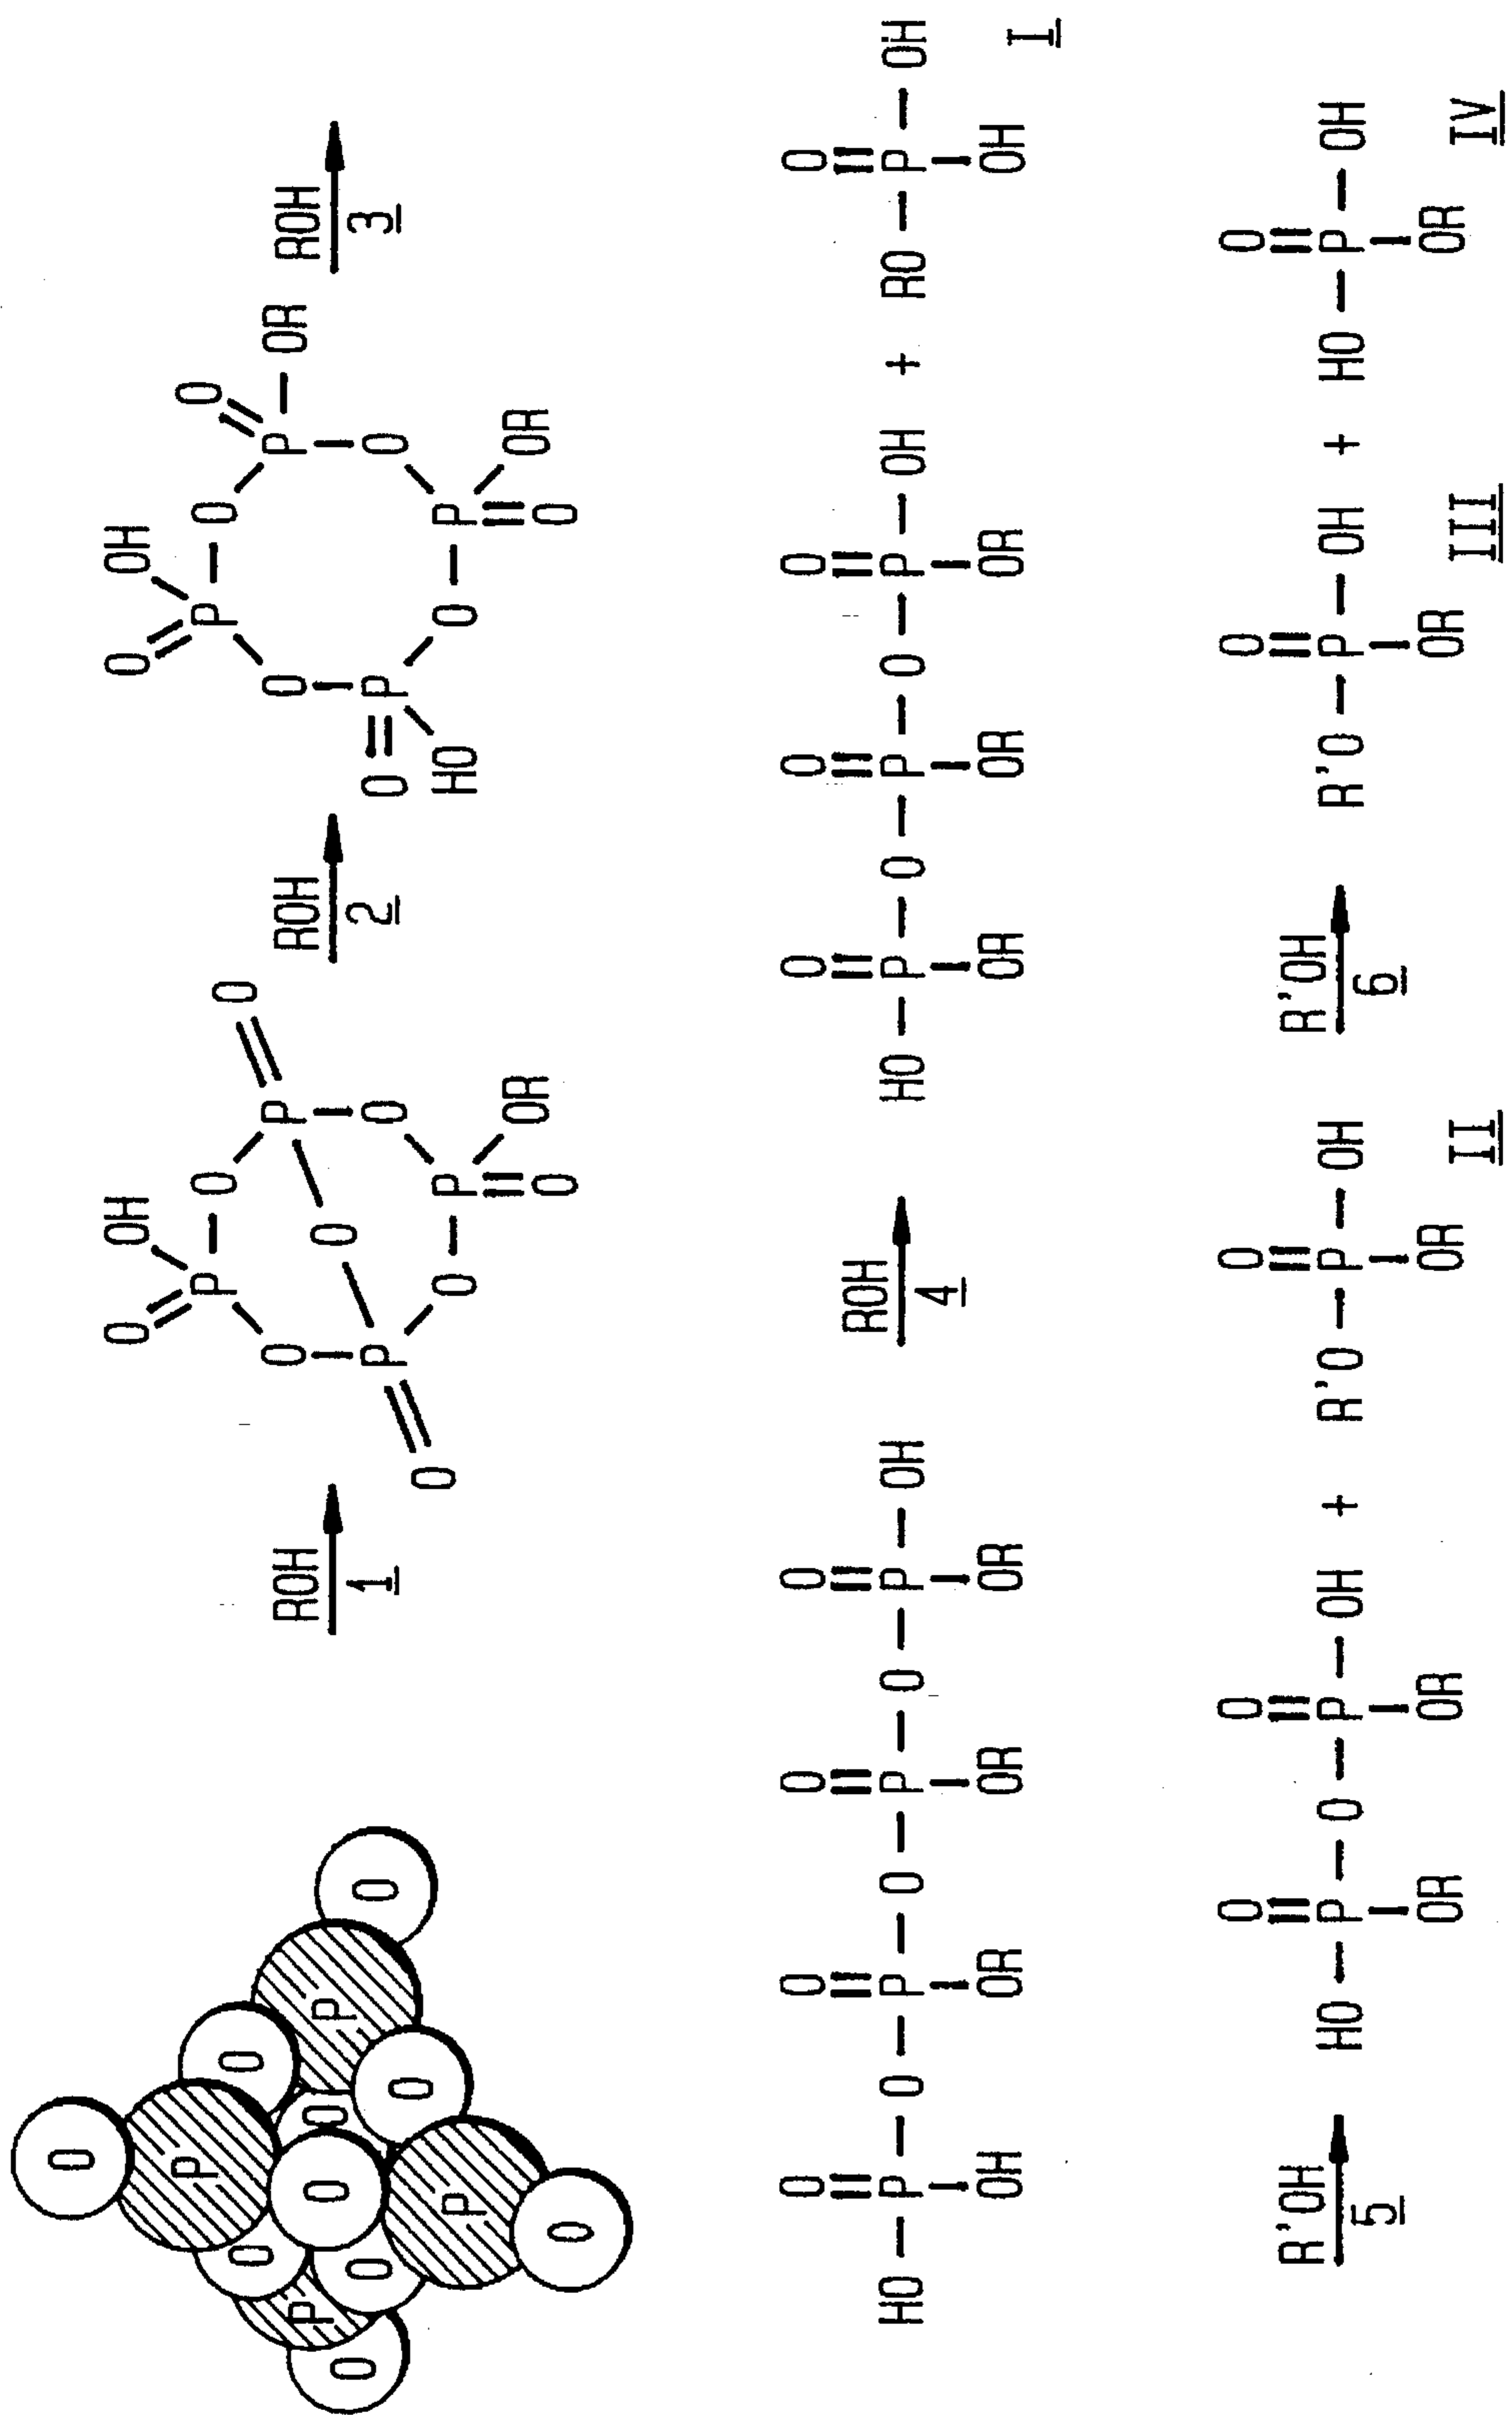 O O O O O O O O O O
P P P P
ROH
1
O OH
P O P O
O O O
P O P OR
O O
ROH
2
O OH O
P O P OR
O O
O P O P OR
HO O
ROH
3
O O O O
HO — P — O — P — O — P — O — P — OH
OH OR OR OR
ROH
4
O O O O
HO — P — O — P — O — P — OH + RO — P — OH
OR OR OR OH
I
R'OH
5
O O O
HO — P — O — P — OH + R'O — P — OH
OR OR OR
II
R'OH
6
O O
R'O — P — OH + HO — P — OH
OR OR
III IV